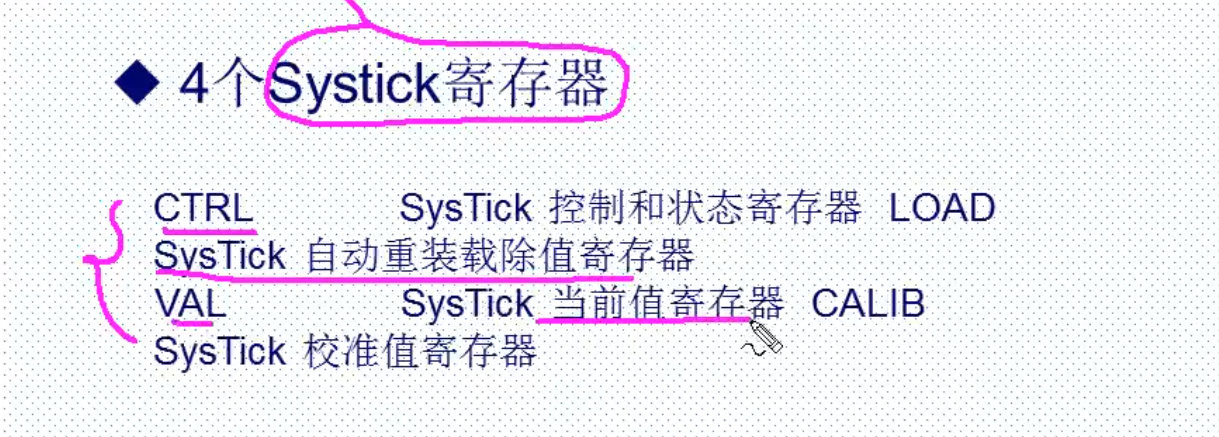 ◆ 4个Systick寄存器
CTRL SysTick 控制和状态寄存器 LOAD
SysTick 自动重装载除值寄存器
VAL SysTick 当前值寄存器 CALIB
SysTick 校准值寄存器